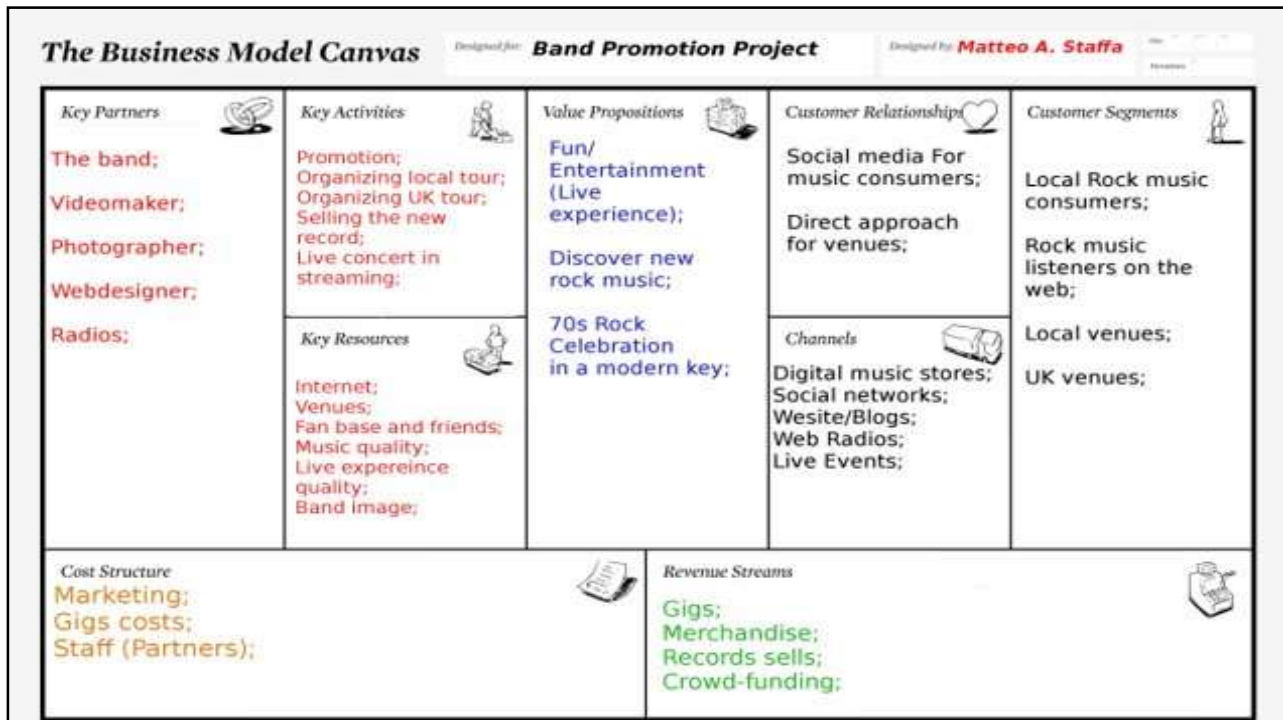 The Business Model Canvas
Designed for:
Band Promotion Project
Designed by:
Matteo A. Staffa
Key Partners
The band;
Videomaker;
Photographer;
Webdesigner;
Radios;
Key Activities
Promotion;
Organizing local tour;
Organizing UK tour;
Selling the new
record;
Live concert in
streaming;
Key Resources
Internet;
Venues;
Fan base and friends;
Music quality;
Live expereince
quality;
Band image;
Value Propositions
Fun/
Entertainment
(Live
experience);
Discover new
rock music;
70s Rock
Celebration
in a modern key;
Customer Relationships
Social media For
music consumers;
Direct approach
for venues;
Channels
Digital music stores;
Social networks;
Wesite/Blogs;
Web Radios;
Live Events;
Customer Segments
Local Rock music
consumers;
Rock music
listeners on the
web;
Local venues;
UK venues;
Cost Structure
Marketing;
Gigs costs;
Staff (Partners);
Revenue Streams
Gigs;
Merchandise;
Records sells;
Crowd-funding;